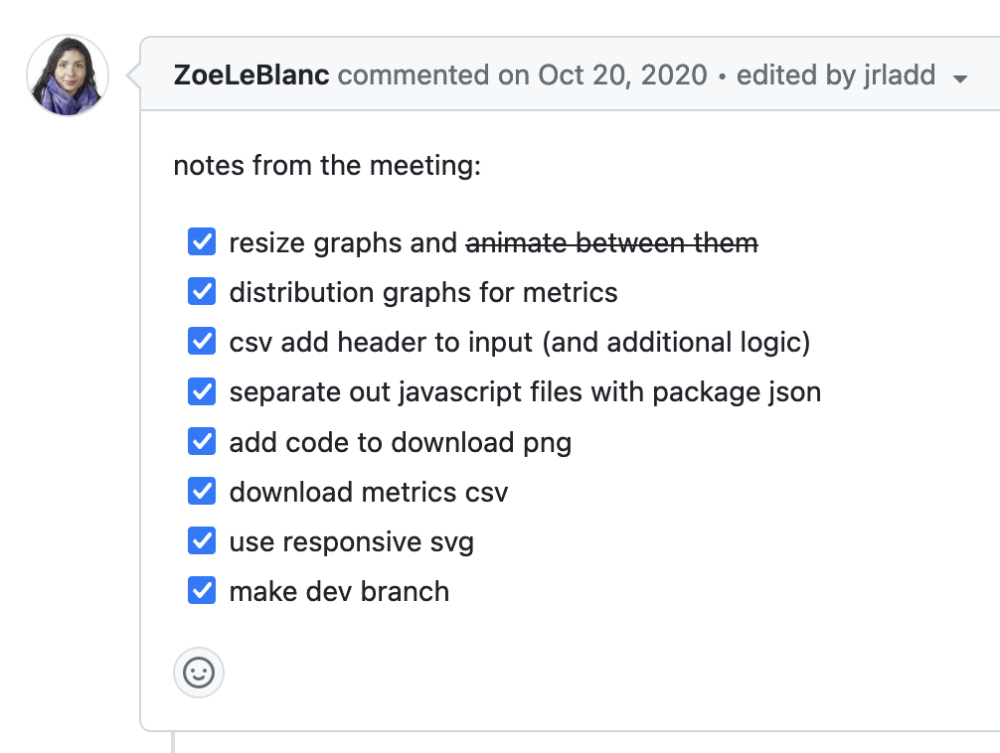 ZoeLeBlanc commented on Oct 20, 2020 • edited by jrladd
notes from the meeting:
resize graphs and animate between them
distribution graphs for metrics
csv add header to input (and additional logic)
separate out javascript files with package json
add code to download png
download metrics csv
use responsive svg
make dev branch